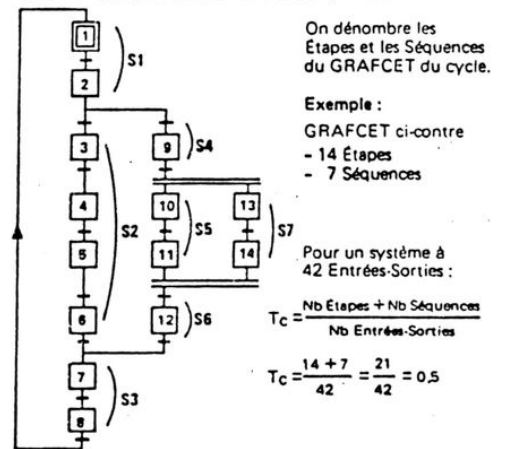 1
S1
2
3
9
S4
4
S2
10
13
5
S5
S7
11
14
6
12
S6
7
S3
8
On dénombre les
Étapes et les Séquences
du GRAFCET du cycle.
Exemple :
GRAFCET ci-contre
- 14 Étapes
- 7 Séquences
Pour un système à
42 Entrées-Sorties :
Tc = Nb Étapes + Nb Séquences
Nb Entrées-Sorties
Tc = 14 + 7 = 21 = 0,5
42 42